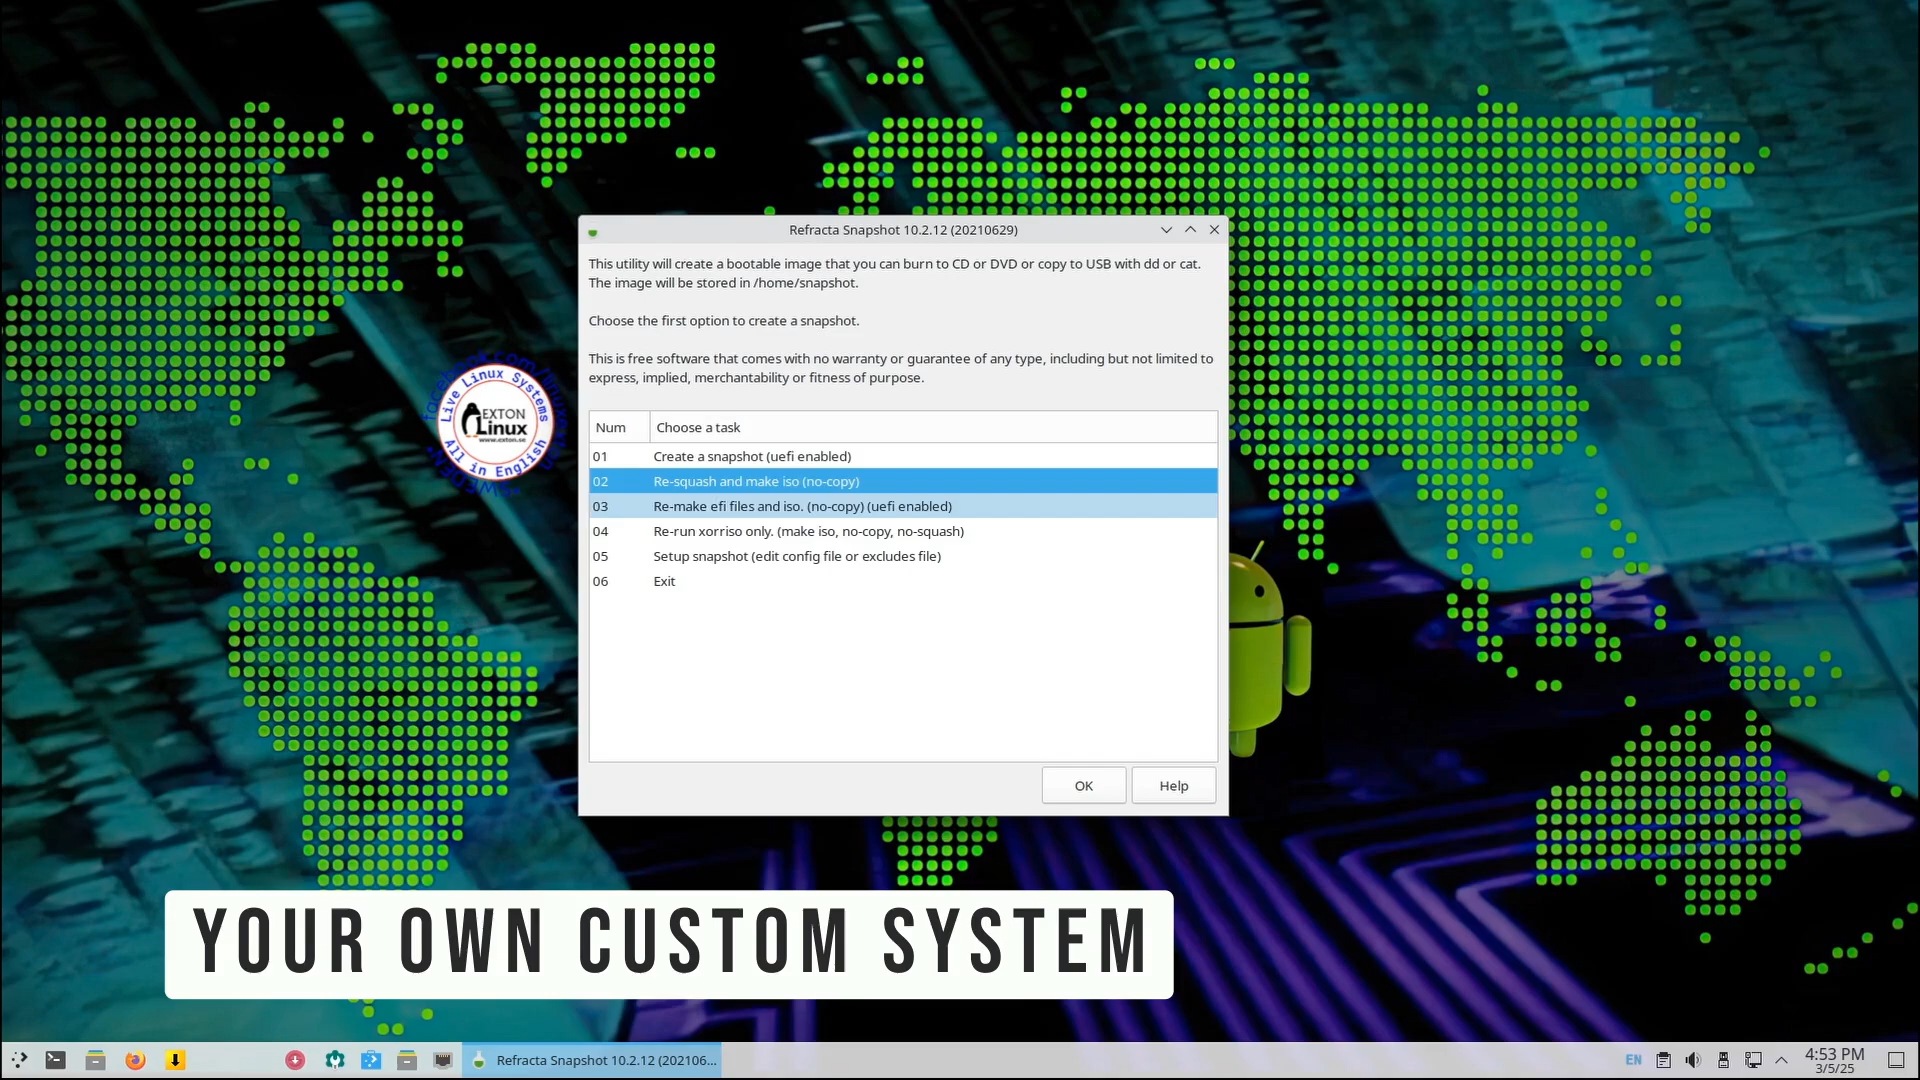 Refracta Snapshot 10.2.12 (20210629)
This utility will create a bootable image that you can burn to CD or DVD or copy to USB with dd or cat.
The image will be stored in /home/snapshot.
Choose the first option to create a snapshot.
This is free software that comes with no warranty or guarantee of any type, including but not limited to
express, implied, merchantability or fitness of purpose.
Num Choose a task
01 Create a snapshot (uefi enabled)
02 Re-squash and make iso (no-copy)
03 Re-make efi files and iso. (no-copy) (uefi enabled)
04 Re-run xorriso only. (make iso, no-copy, no-squash)
05 Setup snapshot (edit config file or excludes file)
06 Exit
OK Help
Live Linux Systems
EXTON
Linux
www.exton.se
All in English
YOUR OWN CUSTOM SYSTEM
Refracta Snapshot 10.2.12 (202106...
EN
4:53 PM
3/5/25